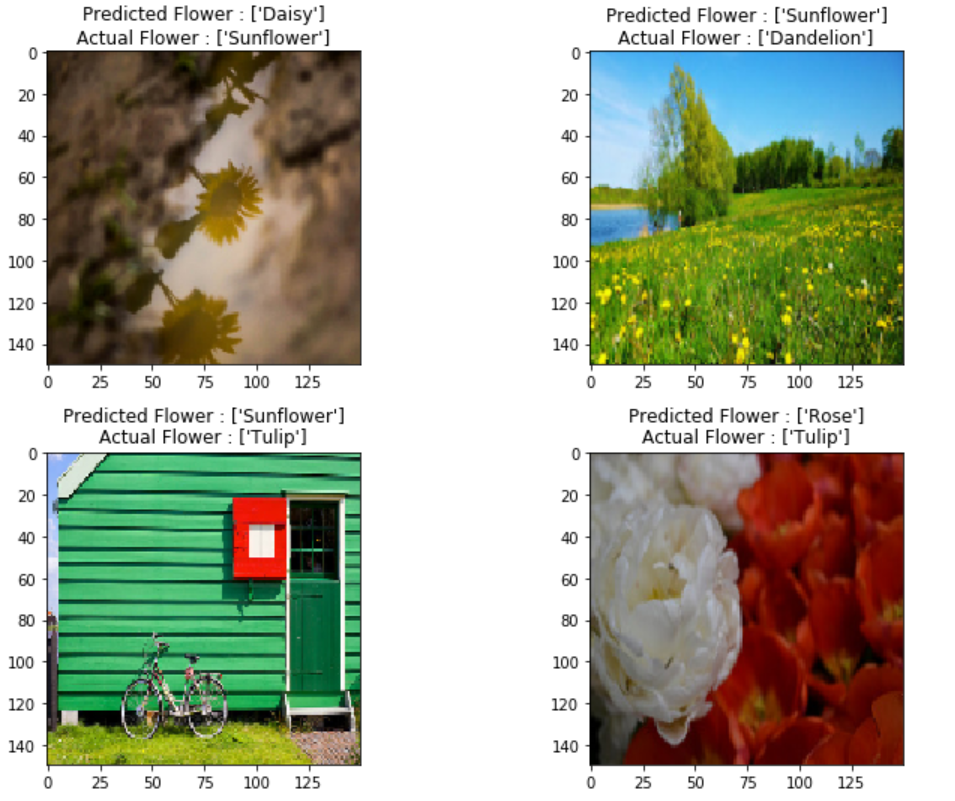 Predicted Flower : ['Daisy']
Actual Flower : ['Sunflower']
0
20
40
60
80
100
120
140
0 25 50 75 100 125
Predicted Flower : ['Sunflower']
Actual Flower : ['Dandelion']
0
20
40
60
80
100
120
140
0 25 50 75 100 125
Predicted Flower : ['Sunflower']
Actual Flower : ['Tulip']
0
20
40
60
80
100
120
140
0 25 50 75 100 125
Predicted Flower : ['Rose']
Actual Flower : ['Tulip']
0
20
40
60
80
100
120
140
0 25 50 75 100 125